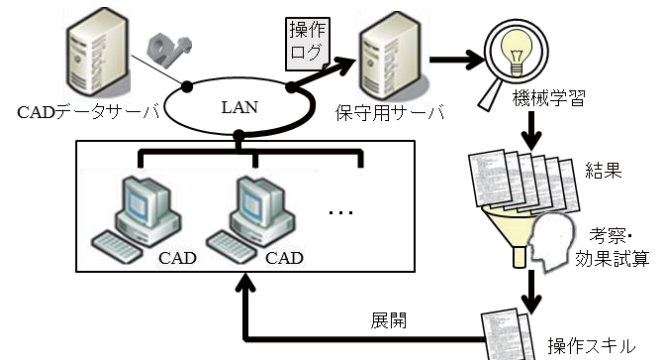 操作
ログ
CADデータサーバ
LAN
保守用サーバ
機械学習
結果
考察・
効果試算
CAD
CAD
…
展開
操作スキル